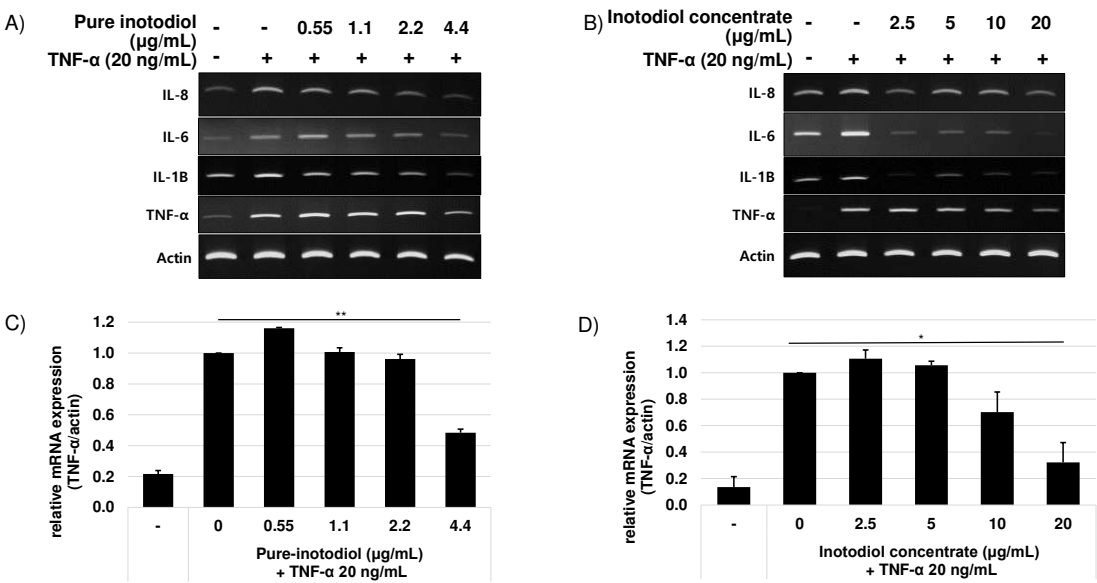 A)
Pure inotodiol - - 0.55 1.1 2.2 4.4
(µg/mL)
TNF-α (20 ng/mL) - + + + + +
IL-8
IL-6
IL-1B
TNF-α
Actin
B)
Inotodiol concentrate - - 2.5 5 10 20
(µg/mL)
TNF-α (20 ng/mL) - + + + + +
IL-8
IL-6
IL-1B
TNF-α
Actin
C)
relative mRNA expression
(TNF-α/actin)
1.2
1.0
0.8
0.6
0.4
0.2
0.0
**
- 0 0.55 1.1 2.2 4.4
Pure-inotodiol (µg/mL)
+ TNF-α 20 ng/mL
D)
relative mRNA expression
(TNF-α/actin)
1.4
1.2
1.0
0.8
0.6
0.4
0.2
0.0
*
- 0 2.5 5 10 20
Inotodiol concentrate (µg/mL)
+ TNF-α 20 ng/mL